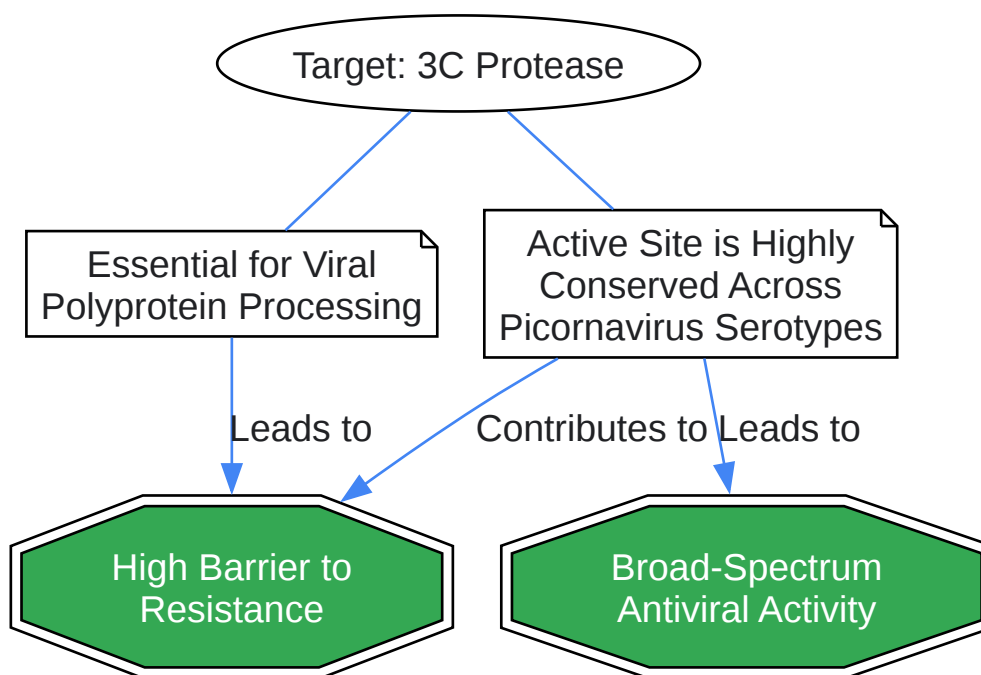 Target: 3C Protease
Essential for Viral
Polyprotein Processing
Active Site is Highly
Conserved Across
Picornavirus Serotypes
Leads to
Contributes to
Leads to
High Barrier to
Resistance
Broad-Spectrum
Antiviral Activity